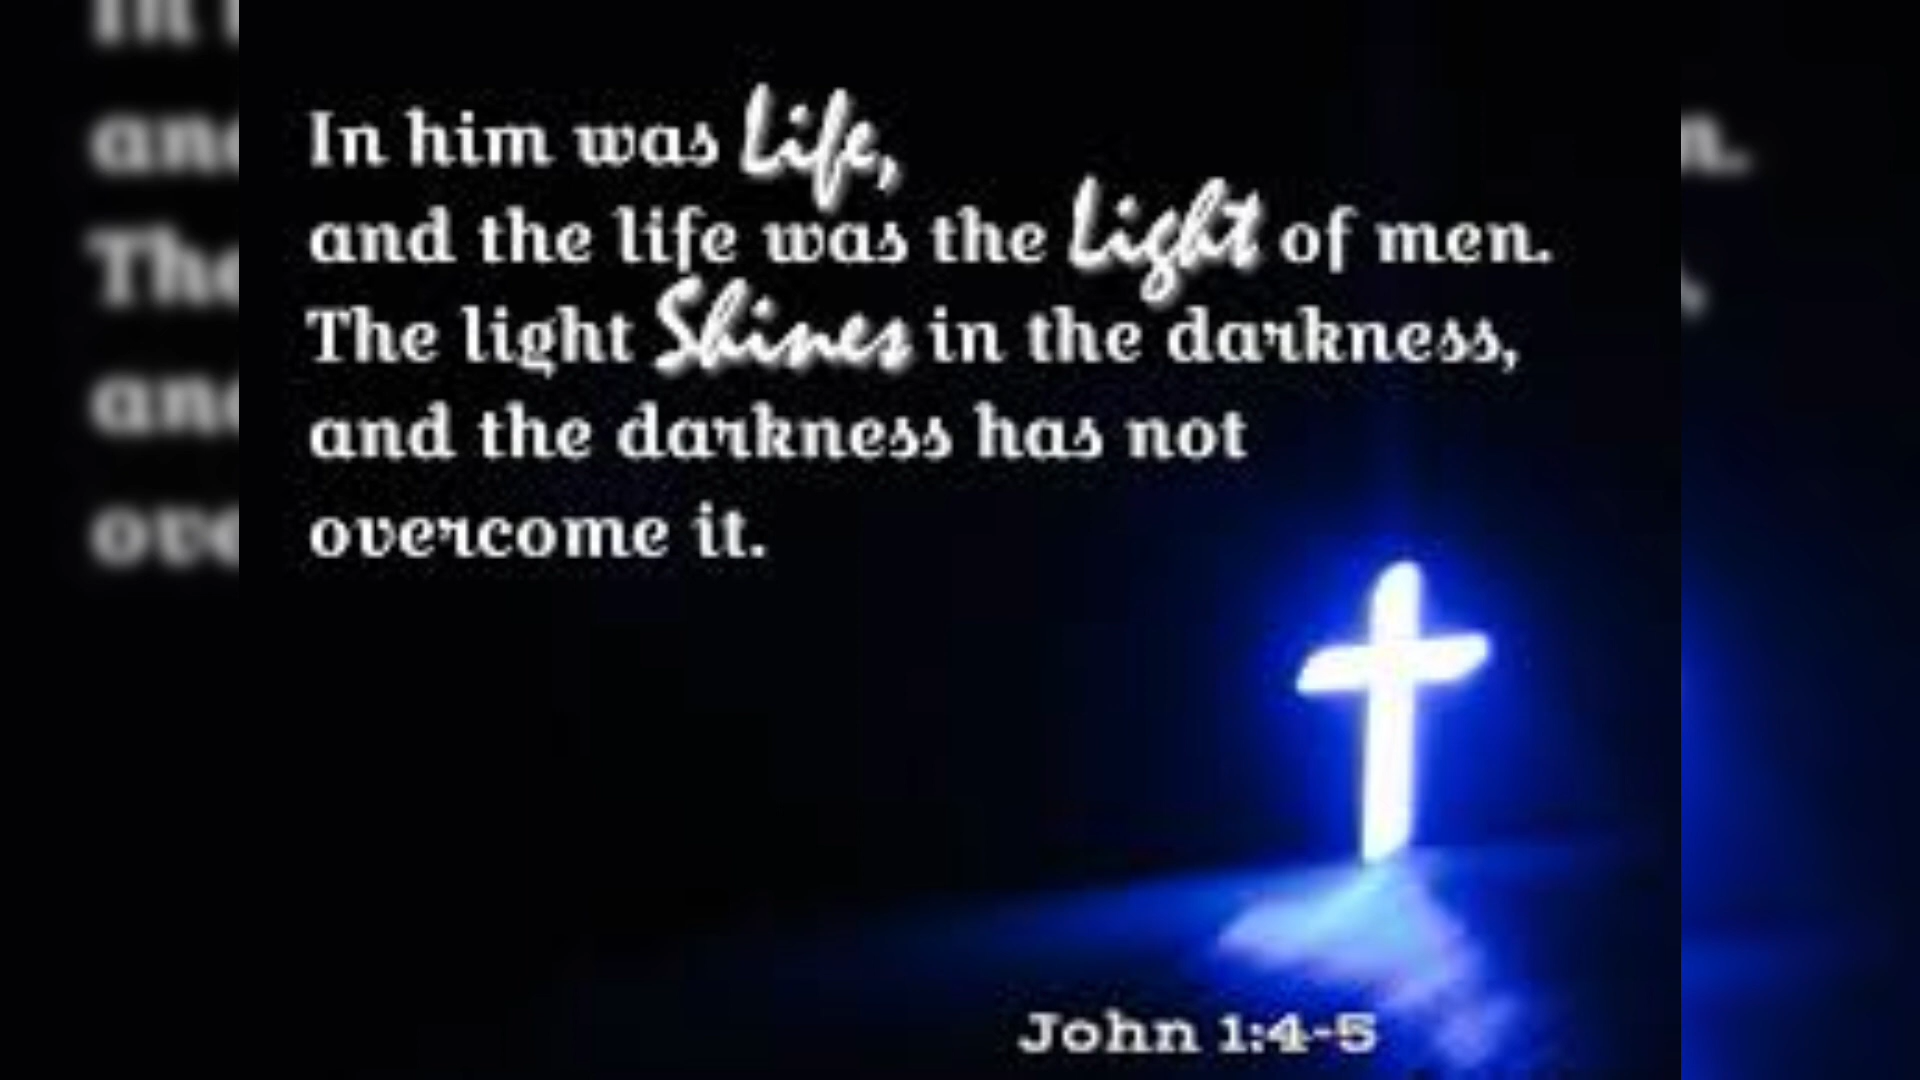 In him was Life,
and the life was the Light of men.
The light Shines in the darkness,
and the darkness has not
overcome it.
John 1:4-5